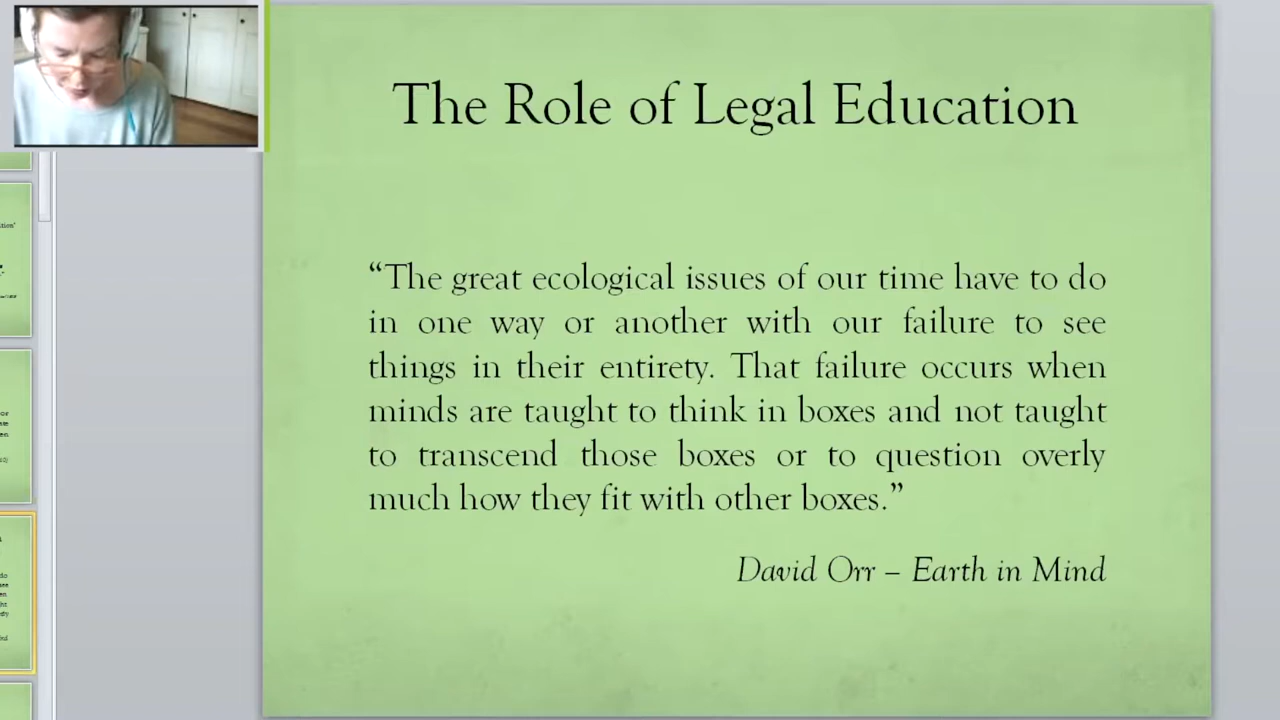 The Role of Legal Education
“The great ecological issues of our time have to do
in one way or another with our failure to see
things in their entirety. That failure occurs when
minds are taught to think in boxes and not taught
to transcend those boxes or to question overly
much how they fit with other boxes.”
David Orr – Earth in Mind